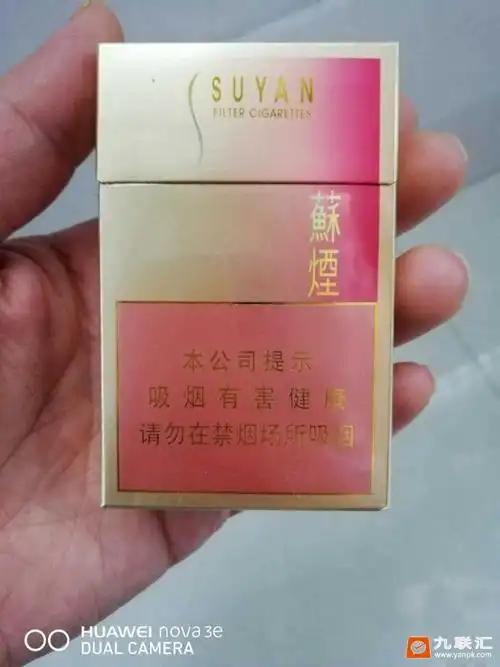 SUYAN
FILTER CIGARETTES
蘇
煙
本公司提示
吸烟有害健康
请勿在禁烟场所吸烟
HUAWEI nova 3e
DUAL CAMERA
九联汇
www.yanpk.com